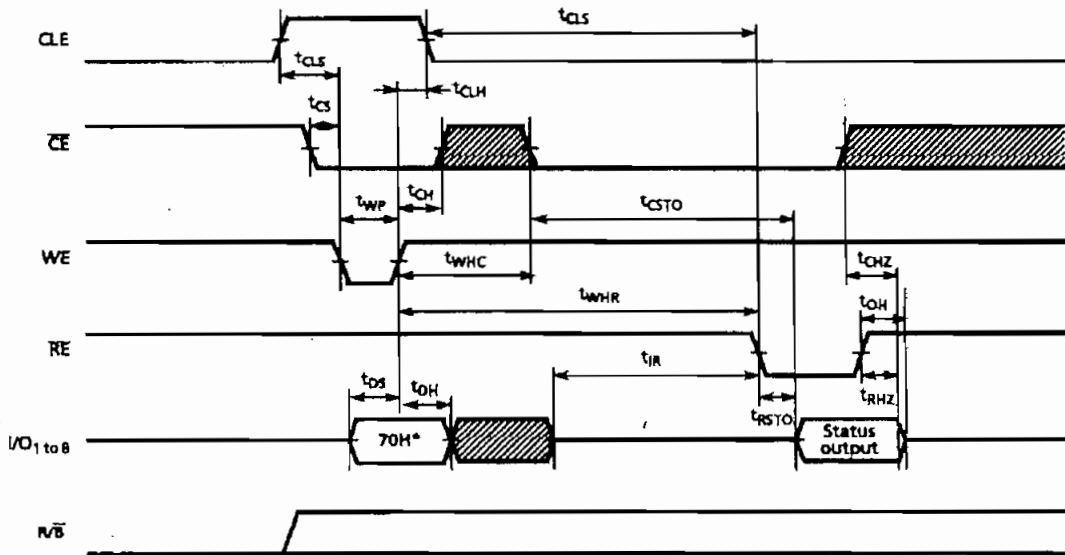 CLE
tCLS
tCLS
tCLH
tCS
CE
tCH
tWP
tCSTO
WE
tWHC
tCHZ
tWHR
tOH
RE
tIR
tDS
tDH
tRSTO
tRHZ
I/O1 to 8
70H*
Status
output
R/B